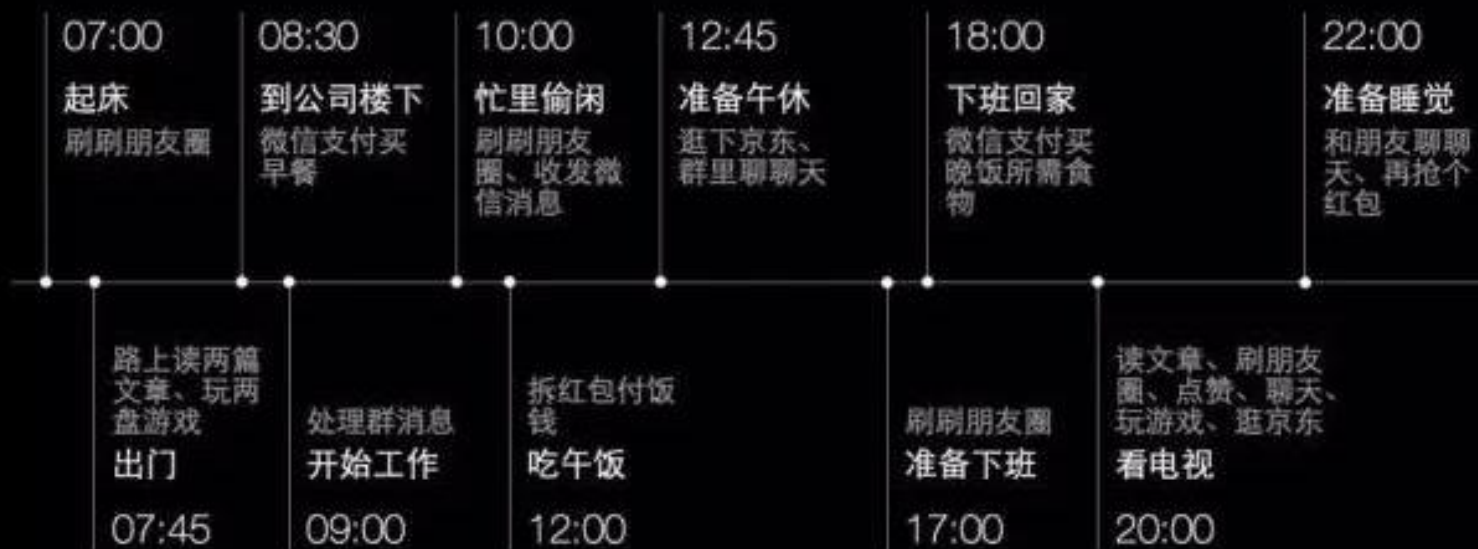 07:00
起床
刷刷朋友圈
08:30
到公司楼下
微信支付买
早餐
10:00
忙里偷闲
刷刷朋友
圈、收发微
信消息
12:45
准备午休
逛下京东、
群里聊聊天
18:00
下班回家
微信支付买
晚饭所需食
物
22:00
准备睡觉
和朋友聊聊
天、再抢个
红包
路上读两篇
文章、玩两
盘游戏
出门
07:45
处理群消息
开始工作
09:00
拆红包付饭
钱
吃午饭
12:00
刷刷朋友圈
准备下班
17:00
读文章、刷朋友
圈、点赞、聊天、
玩游戏、逛京东
看电视
20:00